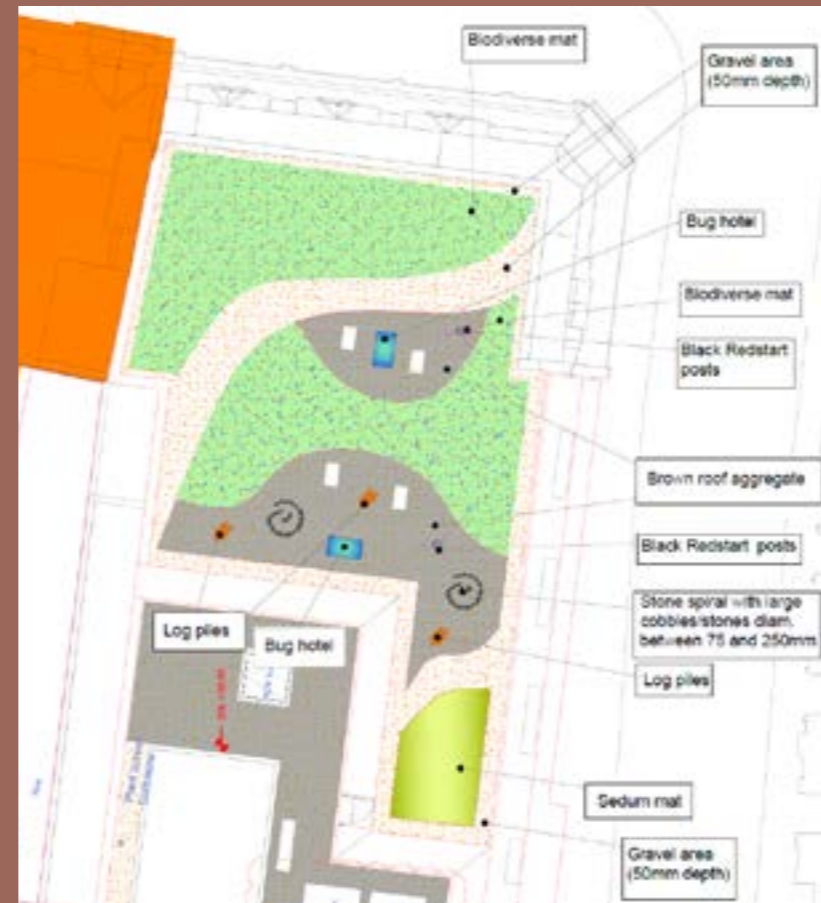 Biodiverse mat
Gravel area
(50mm depth)
Bug hotel
Biodiverse mat
Black Redstart
posts
Brown roof aggregate
Black Redstart posts
Stone spiral with large
cobbles/stones diam.
between 75 and 250mm
Log piles
Bug hotel
Log piles
Sedum mat
Gravel area
(50mm depth)